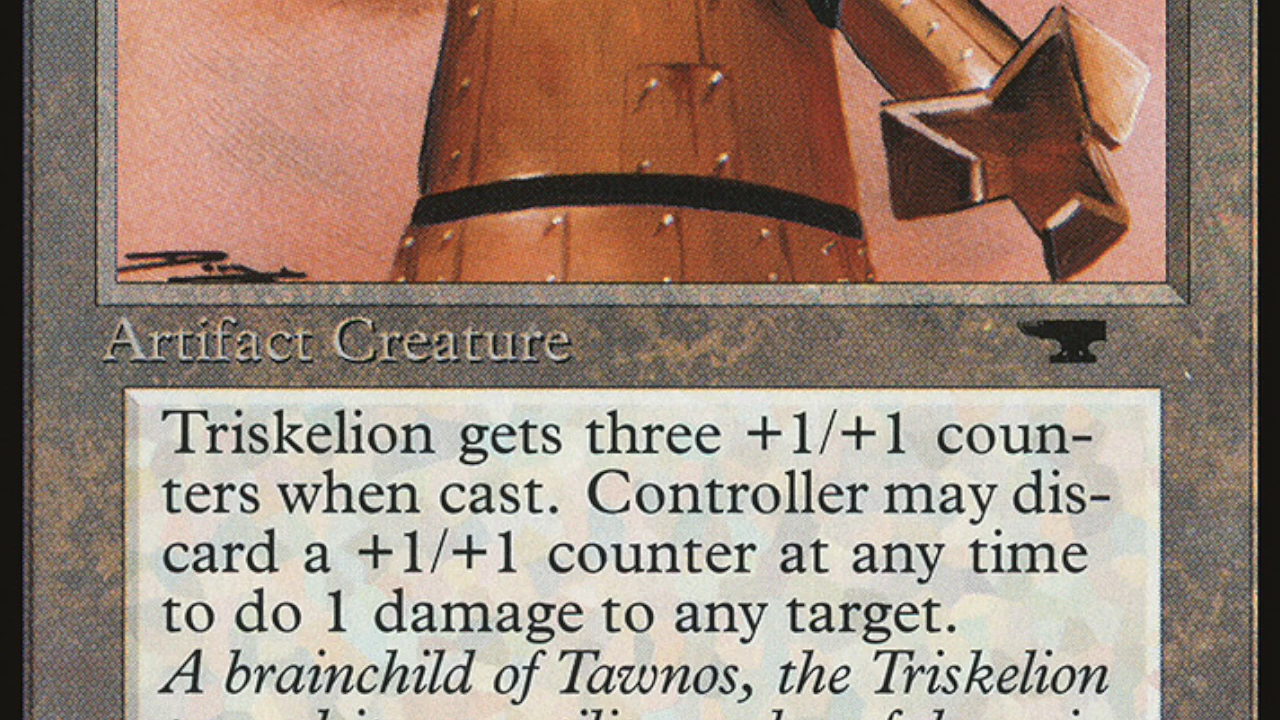 Artifact Creature
Triskelion gets three +1/+1 coun-
ters when cast. Controller may dis-
card a +1/+1 counter at any time
to do 1 damage to any target.
A brainchild of Tawnos, the Triskelion